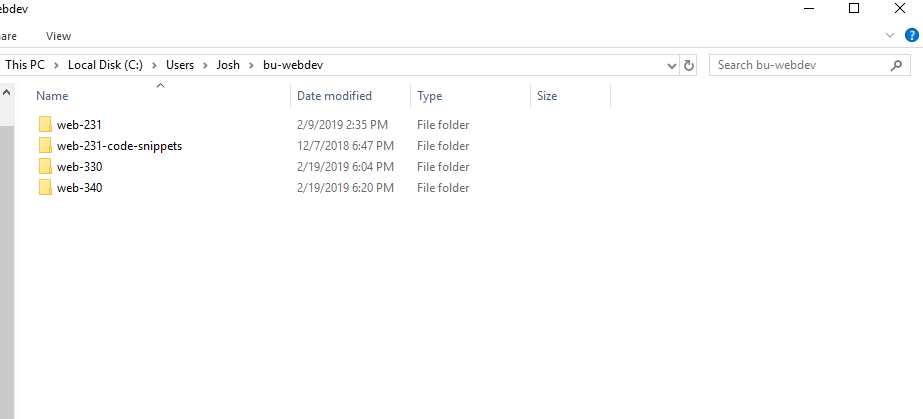 ebdev
are View ?
This PC > Local Disk (C:) > Users > Josh > bu-webdev Search bu-webdev
Name Date modified Type Size
web-231 2/9/2019 2:35 PM File folder
web-231-code-snippets 12/7/2018 6:47 PM File folder
web-330 2/19/2019 6:04 PM File folder
web-340 2/19/2019 6:20 PM File folder